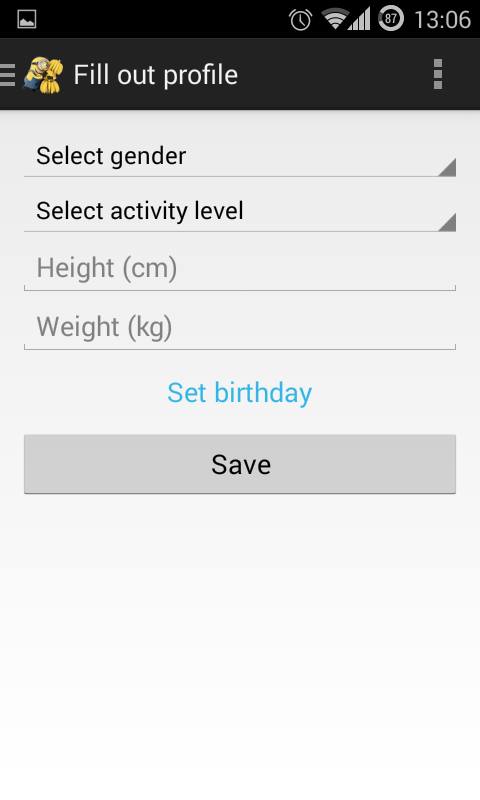 87 13:06
Fill out profile
Select gender
Select activity level
Height (cm)
Weight (kg)
Set birthday
Save